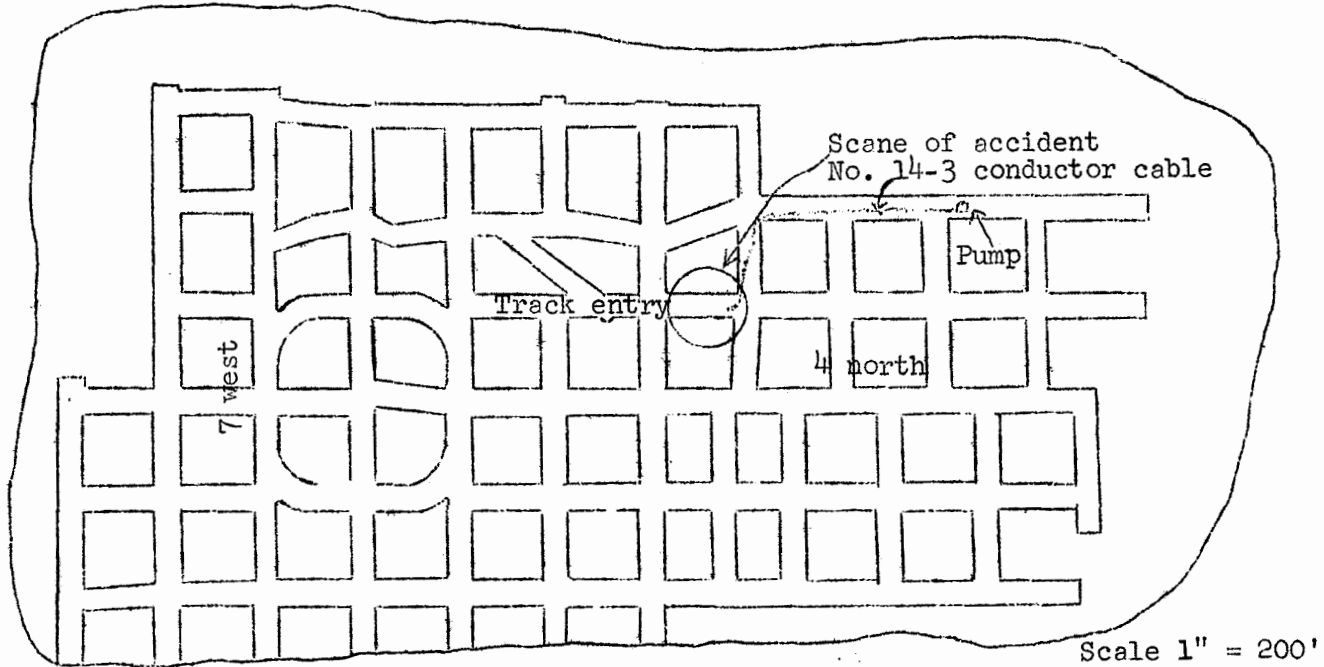 Scane of accident
No. 14-3 conductor cable
Pump
Track entry
4 north
7 west
Scale 1" = 200'